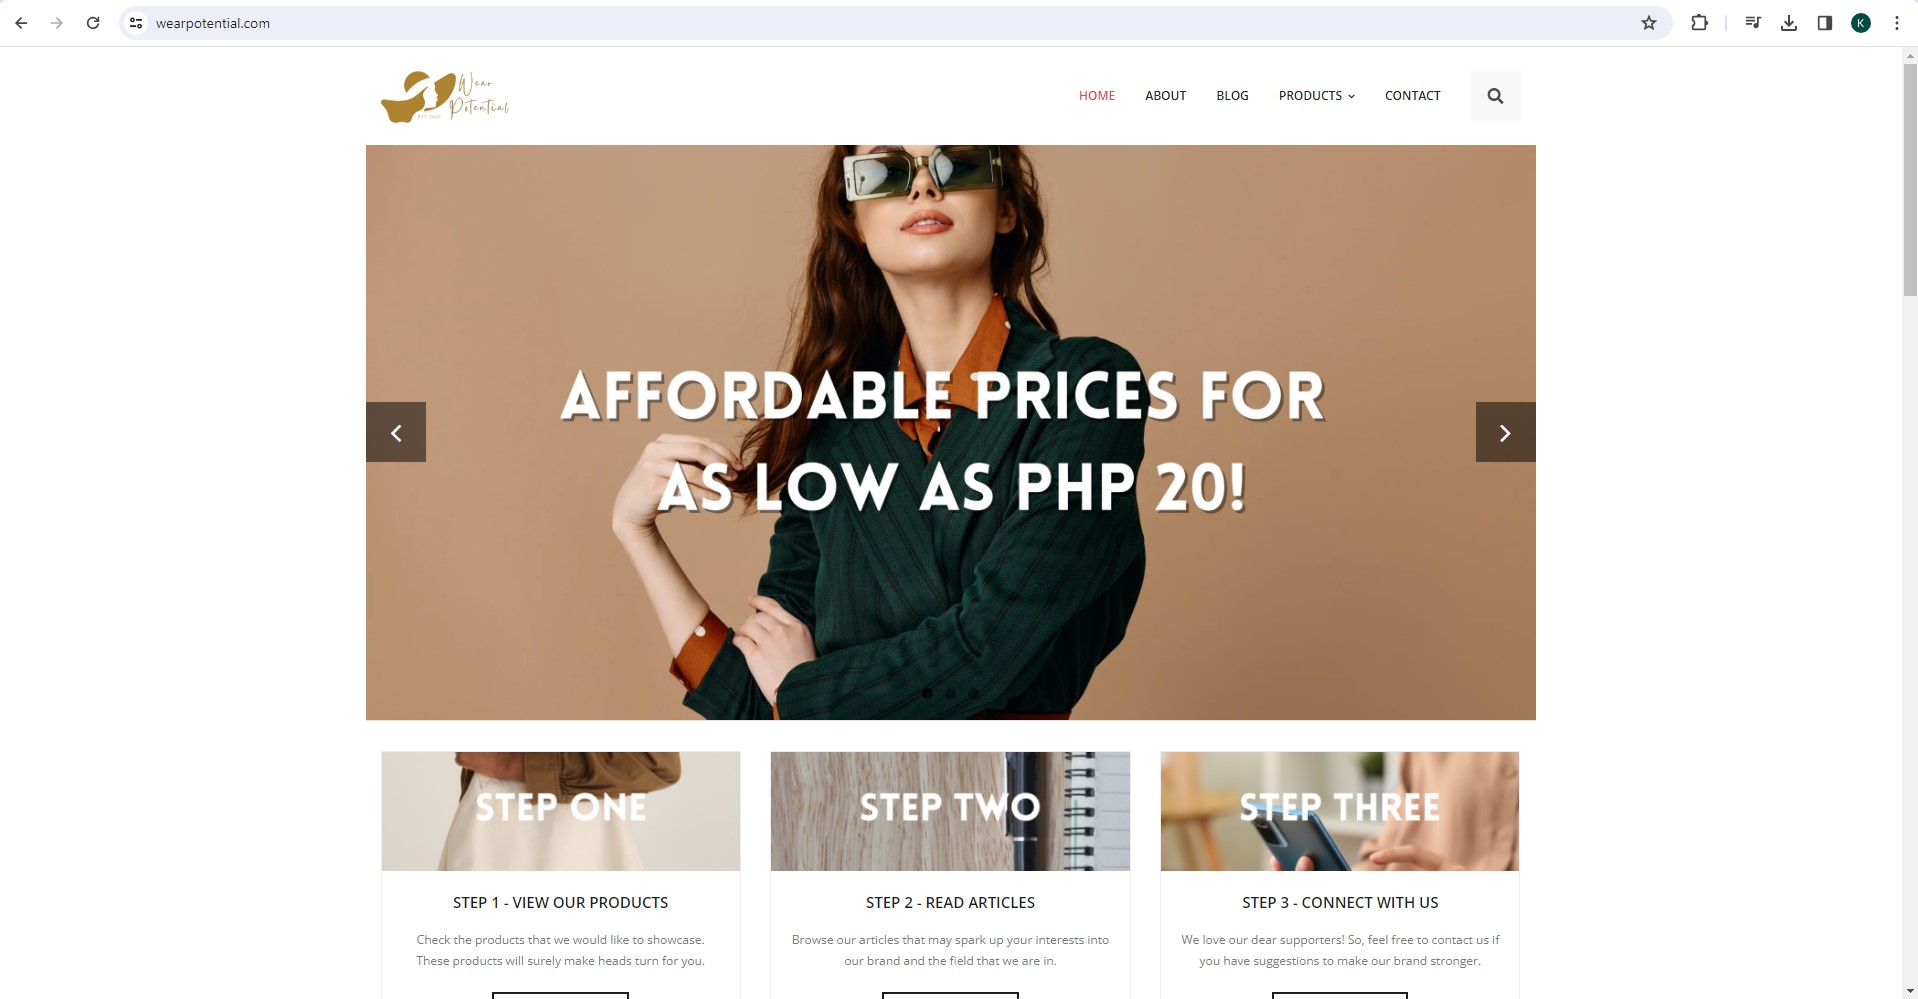 wearpotential.com
K
Wear
Potential
EST 2022
HOME
ABOUT
BLOG
PRODUCTS
CONTACT
AFFORDABLE PRICES FOR
AS LOW AS PHP 20!
STEP ONE
STEP TWO
STEP THREE
STEP 1 - VIEW OUR PRODUCTS
Check the products that we would like to showcase.
These products will surely make heads turn for you.
STEP 2 - READ ARTICLES
Browse our articles that may spark up your interests into
our brand and the field that we are in.
STEP 3 - CONNECT WITH US
We love our dear supporters! So, feel free to contact us if
you have suggestions to make our brand stronger.